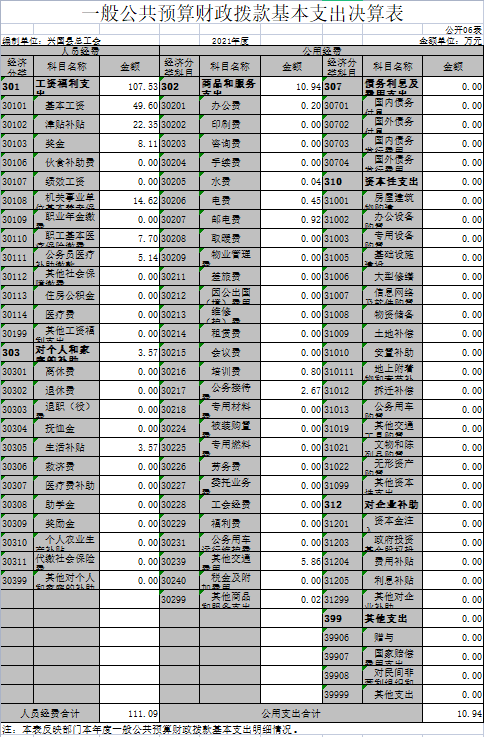 一般公共预算财政拨款基本支出决算表
公开06表
编制单位：兴国县总工会 2021年度 金额单位：万元
人员经费 公用经费
经济分类 科目名称 金额 经济分类科目 科目名称 金额 经济分类科目 科目名称 金额
301 工资福利支出 107.53 302 商品和服务支出 10.94 307 债务利息及费用支出 0.00
30101 基本工资 49.60 30201 办公费 0.20 30701 国内债务付息 0.00
30102 津贴补贴 22.35 30202 印刷费 0.00 30702 国外债务付息 0.00
30103 奖金 8.11 30203 咨询费 0.00 30703 国内债务发行费用 0.00
30106 伙食补助费 0.00 30204 手续费 0.00 30704 国外债务发行费用 0.00
30107 绩效工资 0.00 30205 水费 0.04 310 资本性支出 0.00
30108 机关事业单位基本养老保 14.62 30206 电费 0.45 31001 房屋建筑物购建 0.00
30109 职业年金缴费 0.00 30207 邮电费 0.92 31002 办公设备购置 0.00
30110 职工基本医疗保险缴费 7.70 30208 取暖费 0.00 31003 专用设备购置 0.00
30111 公务员医疗补助缴款 5.14 30209 物业管理费 0.00 31005 基础设施建设 0.00
30112 其他社会保障缴费 0.00 30211 差旅费 0.00 31006 大型修缮 0.00
30113 住房公积金 0.00 30212 因公出国（境）费用 0.00 31007 信息网络及软件购置 0.00
30114 医疗费 0.00 30213 维修（护）费 0.00 31008 物资储备 0.00
30199 其他工资福利支出 0.00 30214 租赁费 0.00 31009 土地补偿 0.00
303 对个人和家庭的补助 3.57 30215 会议费 0.00 31010 安置补助 0.00
30301 离休费 0.00 30216 培训费 0.80 310111 地上附着物和青苗补 0.00
30302 退休费 0.00 30217 公务接待费 2.67 31012 拆迁补偿 0.00
30303 退职（役）费 0.00 30218 专用材料费 0.00 31013 公务用车购置 0.00
30304 抚恤金 0.00 30224 被装购置费 0.00 31019 其他交通工具购置 0.00
30305 生活补贴 3.57 30225 专用燃料费 0.00 31021 文物和陈列品购置 0.00
30306 救济费 0.00 30226 劳务费 0.00 31022 无形资产购置 0.00
30307 医疗费补助 0.00 30227 委托业务费 0.00 31099 其他资本性支出 0.00
30308 助学金 0.00 30228 工会经费 0.00 312 对企业补助 0.00
30309 奖励金 0.00 30229 福利费 0.00 31201 资本金注入 0.00
30310 个人农业生产补贴 0.00 30231 公务用车运行维护费 0.00 31203 政府投资基金股权投 0.00
30311 代缴社会保险费 0.00 30239 其他交通费用 5.86 31204 费用补贴 0.00
30399 其他对个人和家庭的补助 0.00 30240 税金及附加费用 0.00 31205 利息补贴 0.00
30299 其他商品和服务支出 0.02 31299 其他对企业补助 0.00
399 其他支出 0.00
39906 赠与 0.00
39907 国家赔偿费用支出 0.00
39908 对民间非营利组织和 0.00
39999 其他支出 0.00
人员经费合计 111.09 公用支出合计 10.94
注：本表反映部门本年度一般公共预算财政拨款基本支出明细情况。